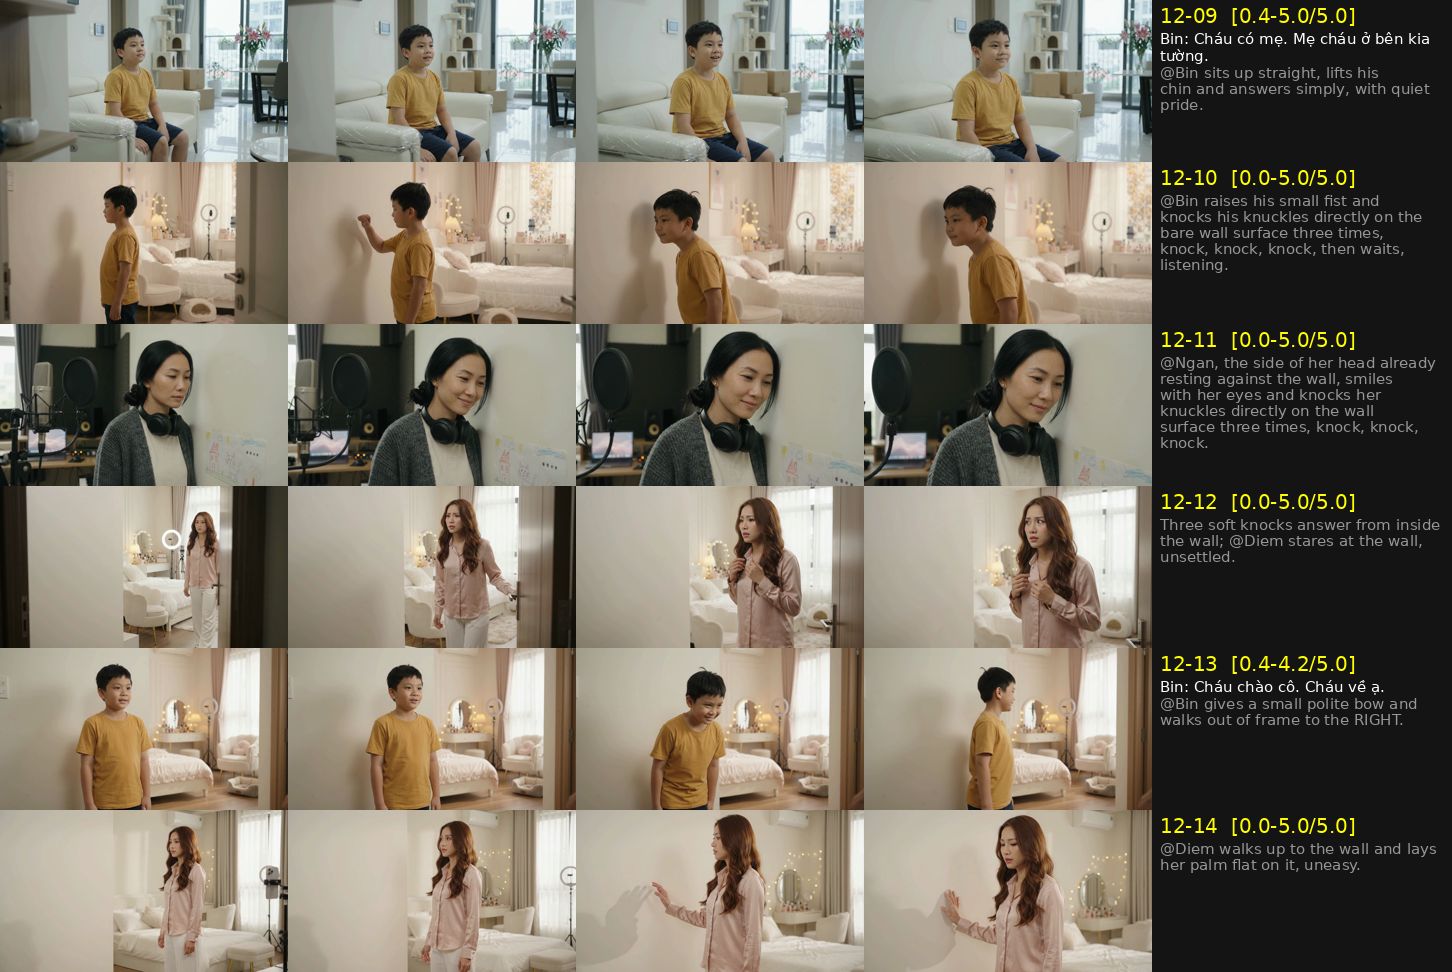 12-09 [0.4-5.0/5.0]
Bin: Cháu có mẹ. Mẹ cháu ở bên kia
tường.
@Bin sits up straight, lifts his
chin and answers simply, with quiet
pride.
12-10 [0.0-5.0/5.0]
@Bin raises his small fist and
knocks his knuckles directly on the
bare wall surface three times,
knock, knock, knock, then waits,
listening.
12-11 [0.0-5.0/5.0]
@Ngan, the side of her head already
resting against the wall, smiles
with her eyes and knocks her
knuckles directly on the wall
surface three times, knock, knock,
knock.
12-12 [0.0-5.0/5.0]
Three soft knocks answer from inside
the wall; @Diem stares at the wall,
unsettled.
12-13 [0.4-4.2/5.0]
Bin: Cháu chào cô. Cháu về ạ.
@Bin gives a small polite bow and
walks out of frame to the RIGHT.
12-14 [0.0-5.0/5.0]
@Diem walks up to the wall and lays
her palm flat on it, uneasy.